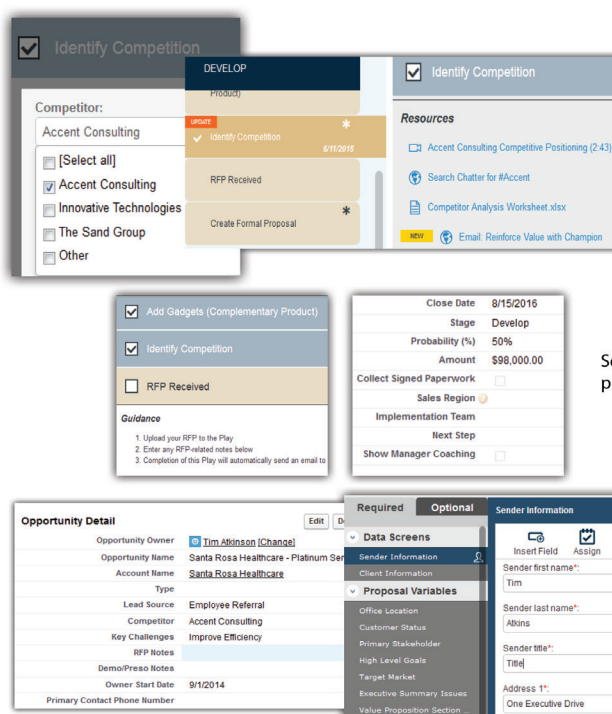 Identify Competition
Competitor:
Accent Consulting
[Select all]
Accent Consulting
Innovative Technologies
The Sand Group
Other
DEVELOP
Product)
UPDATE
Identify Competition
6/11/2015
RFP Received
Create Formal Proposal
Identify Competition
Resources
Accent Consulting Competitive Positioning (2:43)
Search Chatter for #Accent
Competitor Analysis Worksheet.xlsx
NEW Email: Reinforce Value with Champion
Add Gadgets (Complementary Product)
Identify Competition
RFP Received
Guidance
1. Upload your RFP to the Play
2. Enter any RFP-related notes below
3. Completion of this Play will automatically send an email to
Close Date 8/15/2016
Stage Develop
Probability (%) 50%
Amount $98,000.00
Collect Signed Paperwork
Sales Region
Implementation Team
Next Step
Show Manager Coaching
Opportunity Detail
Edit
Opportunity Owner Tim Atkinson [Change]
Opportunity Name Santa Rosa Healthcare - Platinum Ser
Account Name Santa Rosa Healthcare
Type
Lead Source Employee Referral
Competitor Accent Consulting
Key Challenges Improve Efficiency
RFP Notes
Demo/Preso Notes
Owner Start Date 9/1/2014
Primary Contact Phone Number
Required Optional
Data Screens
Sender Information
Client Information
Proposal Variables
Office Location
Customer Status
Primary Stakeholder
High Level Goals
Target Market
Executive Summary Issues
Value Proposition Section ...
Sender Information
Insert Field Assign
Sender first name*:
Tim
Sender last name*:
Atkins
Sender title*:
Title
Address 1*:
One Executive Drive